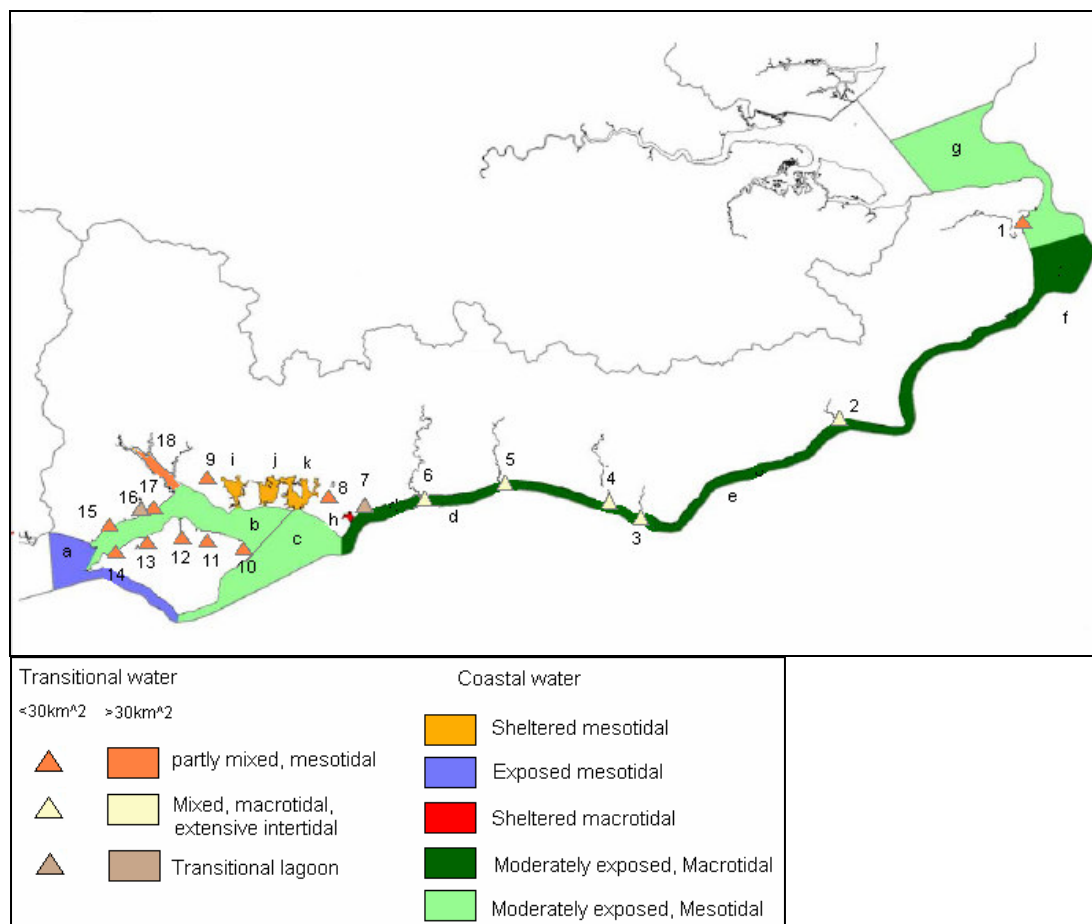 g
1
f
2
18
9
i
j
k
8
7
6
5
4
3
17
16
15
h
d
e
b
c
a
14
13
12
11
10
Transitional water
<30km^2 >30km^2
partly mixed, mesotidal
Mixed, macrotidal,
extensive intertidal
Transitional lagoon
Coastal water
Sheltered mesotidal
Exposed mesotidal
Sheltered macrotidal
Moderately exposed, Macrotidal
Moderately exposed, Mesotidal